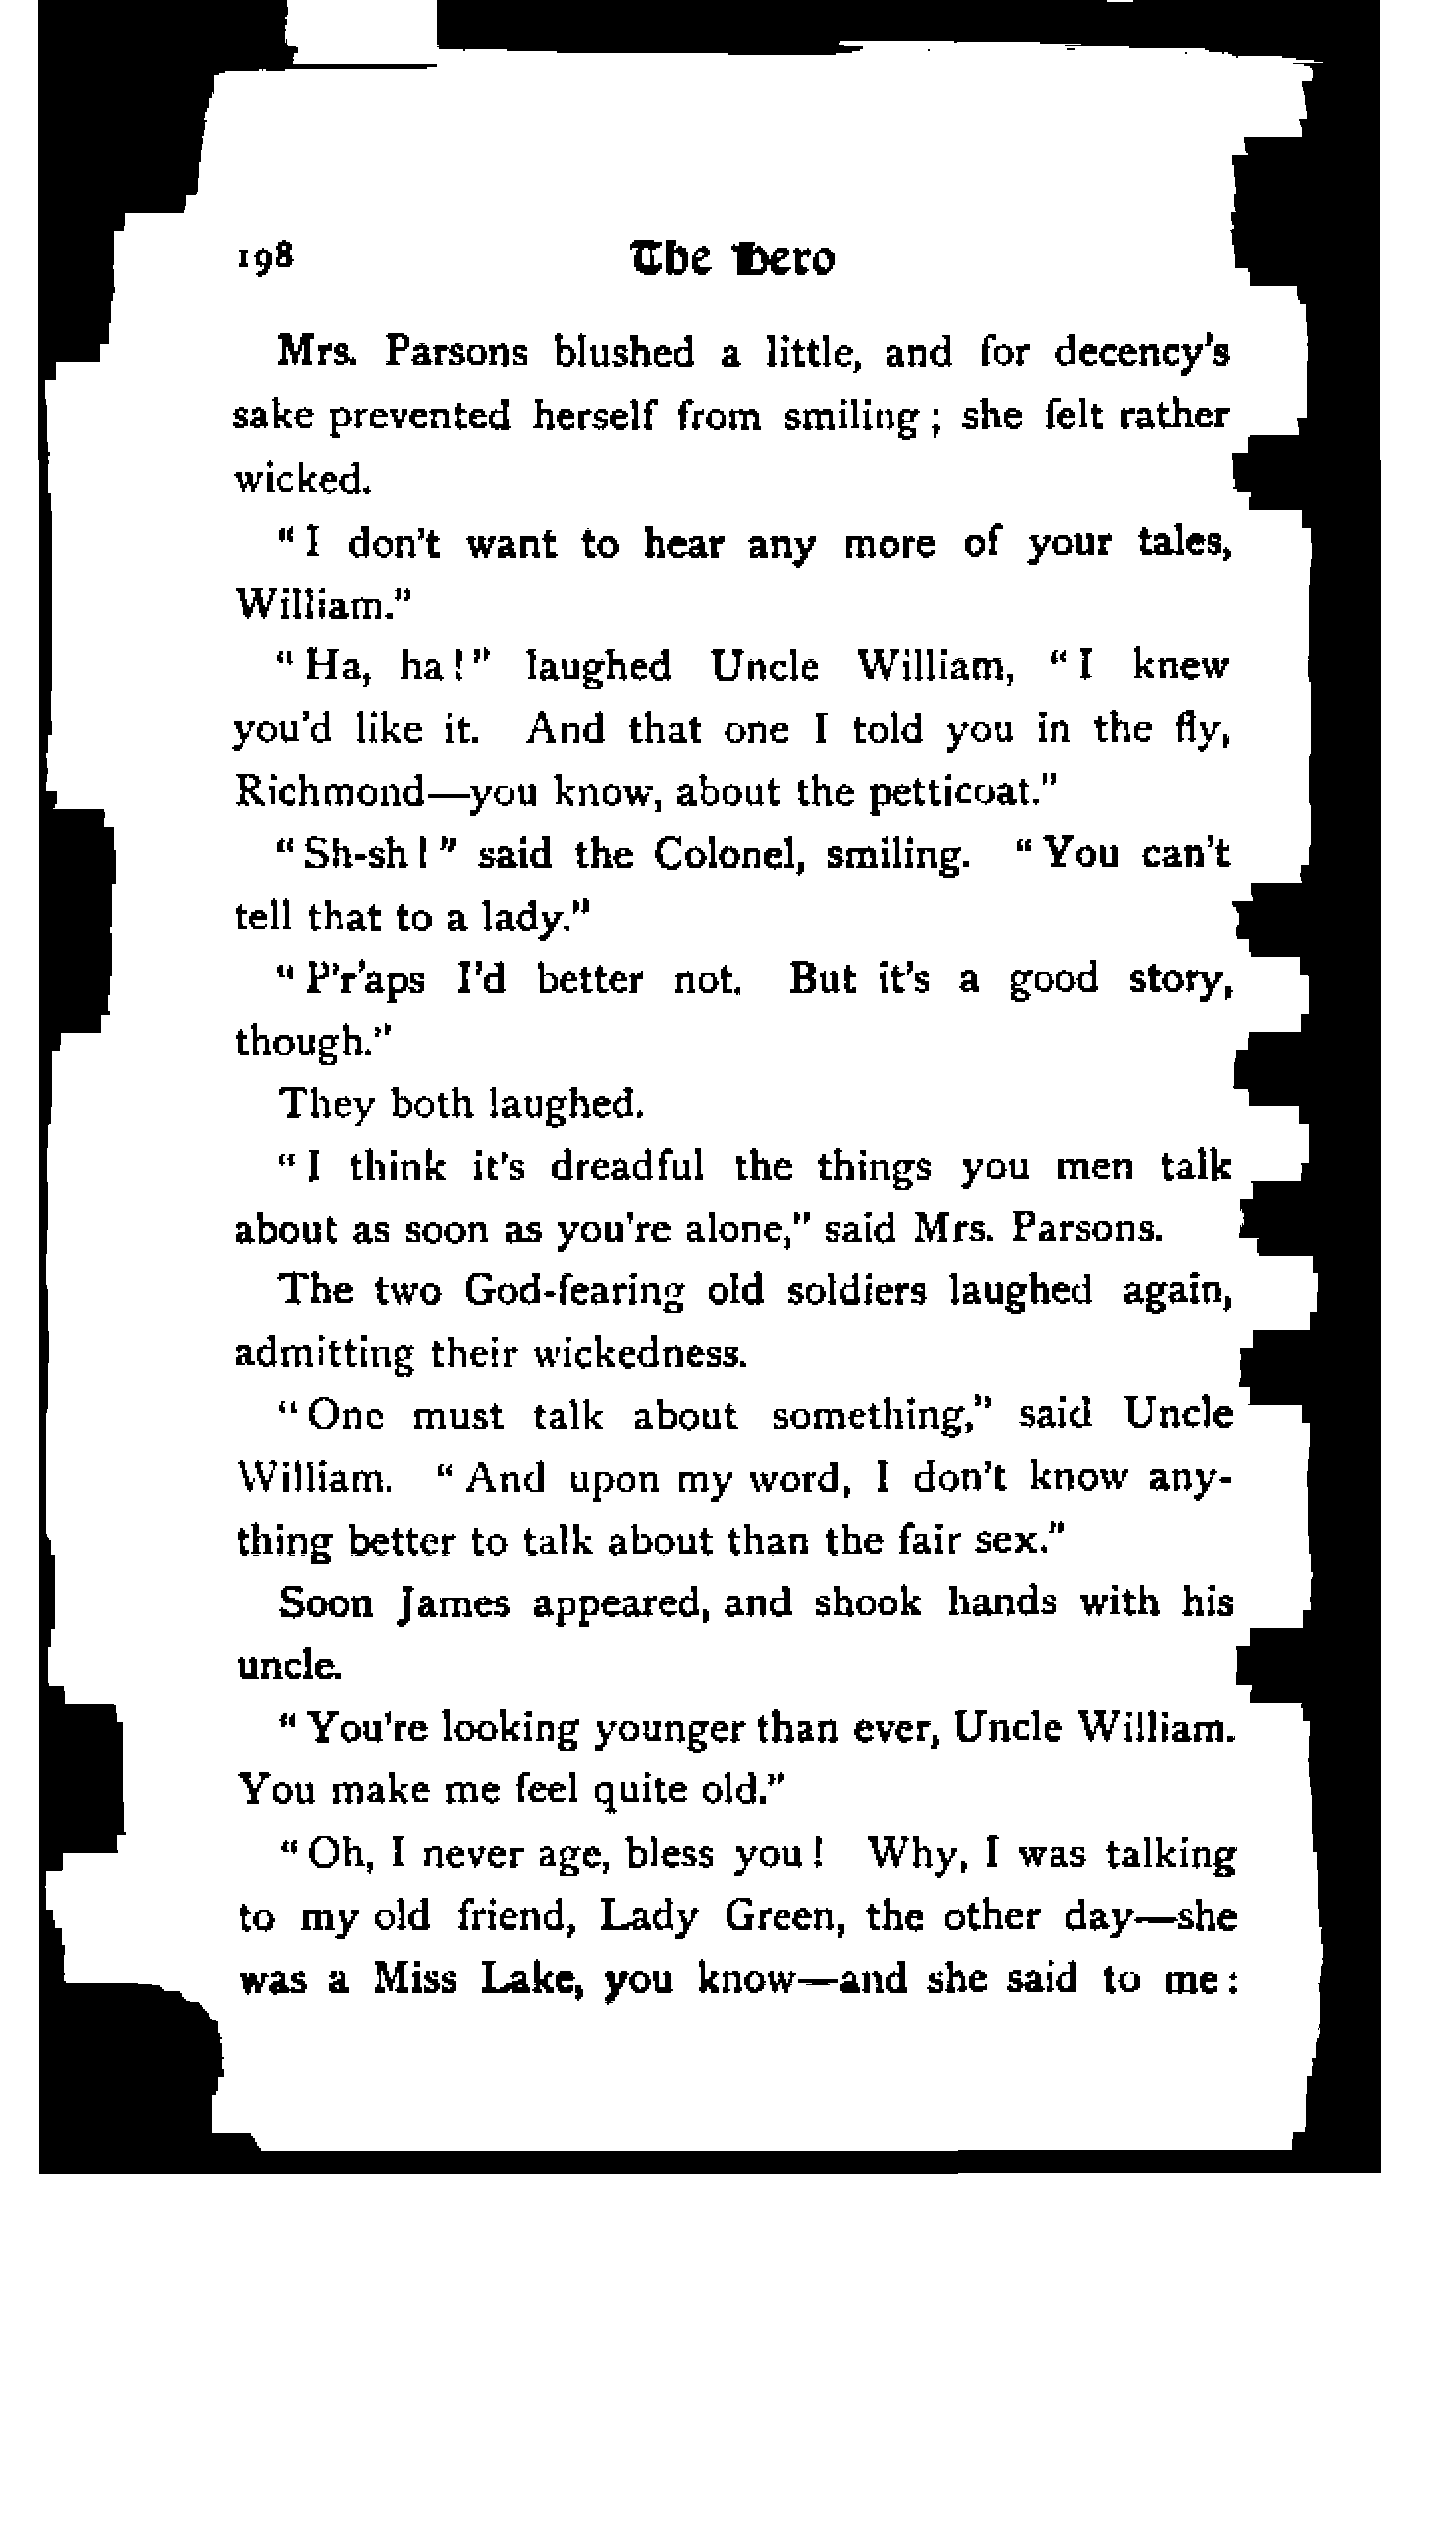 198 The Hero
Mrs. Parsons blushed a little, and for decency's
sake prevented herself from smiling; she felt rather
wicked.
"I don't want to hear any more of your tales,
William."
"Ha, ha!" laughed Uncle William, "I knew
you'd like it. And that one I told you in the fly,
Richmond—you know, about the petticoat."
"Sh-sh!" said the Colonel, smiling. "You can't
tell that to a lady."
"P'r'aps I'd better not. But it's a good story,
though."
They both laughed.
"I think it's dreadful the things you men talk
about as soon as you're alone," said Mrs. Parsons.
The two God-fearing old soldiers laughed again,
admitting their wickedness.
"One must talk about something," said Uncle
William. "And upon my word, I don't know any-
thing better to talk about than the fair sex."
Soon James appeared, and shook hands with his
uncle.
"You're looking younger than ever, Uncle William.
You make me feel quite old."
"Oh, I never age, bless you! Why, I was talking
to my old friend, Lady Green, the other day—she
was a Miss Lake, you know—and she said to me: